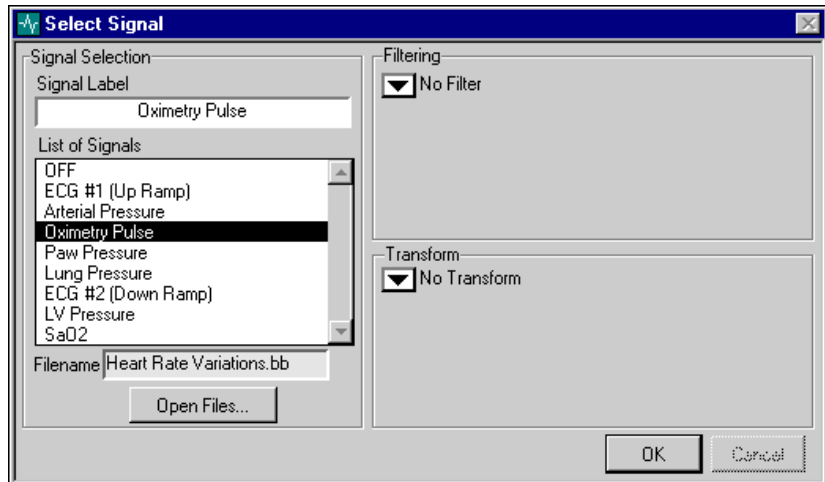 Select Signal
Signal Selection
Signal Label
Oximetry Pulse
List of Signals
OFF
ECG #1 (Up Ramp)
Arterial Pressure
Oximetry Pulse
Paw Pressure
Lung Pressure
ECG #2 (Down Ramp)
LV Pressure
SaO2
Filename Heart Rate Variations.bb
Open Files...
Filtering
No Filter
Transform
No Transform
OK Cancel